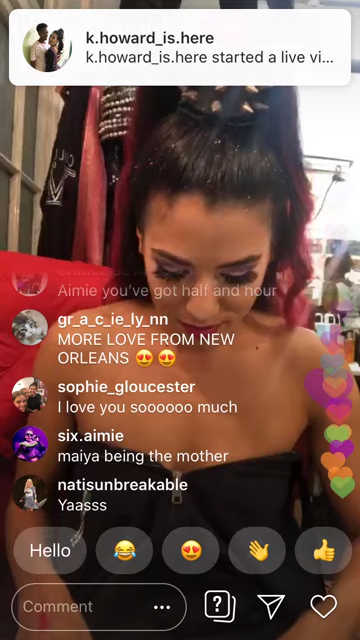 k.howard_is.here
k.howard_is.here started a live vi...
Aimie you've got half and hour
gr_a_c_ie_ly_nn
MORE LOVE FROM NEW
ORLEANS 😍😍
sophie_gloucester
I love you soooooo much
six.aimie
maiya being the mother
natisunbreakable
Yaasss
Hello 😂 😍 👋 👍
Comment ...